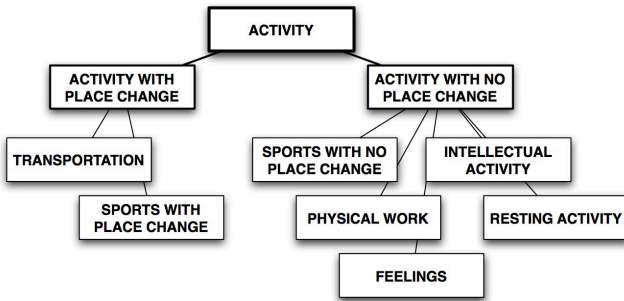 ACTIVITY
ACTIVITY WITH
PLACE CHANGE
ACTIVITY WITH NO
PLACE CHANGE
TRANSPORTATION
SPORTS WITH NO
PLACE CHANGE
INTELLECTUAL
ACTIVITY
SPORTS WITH
PLACE CHANGE
PHYSICAL WORK
RESTING ACTIVITY
FEELINGS